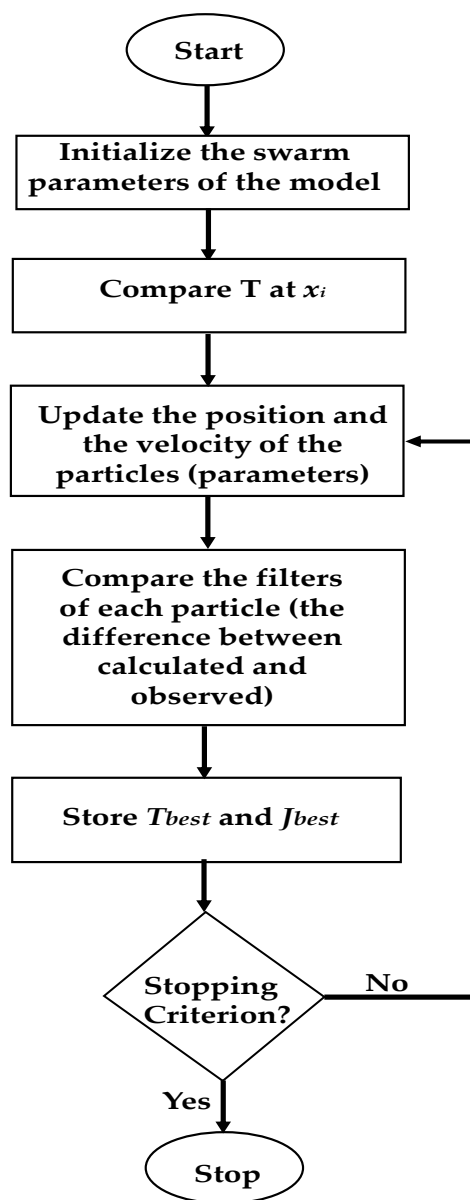 Start
Initialize the swarm
parameters of the model
Compare T at xi
Update the position and
the velocity of the
particles (parameters)
Compare the filters
of each particle (the
difference between
calculated and
observed)
Store Tbest and Jbest
Stopping
Criterion?
No
Yes
Stop